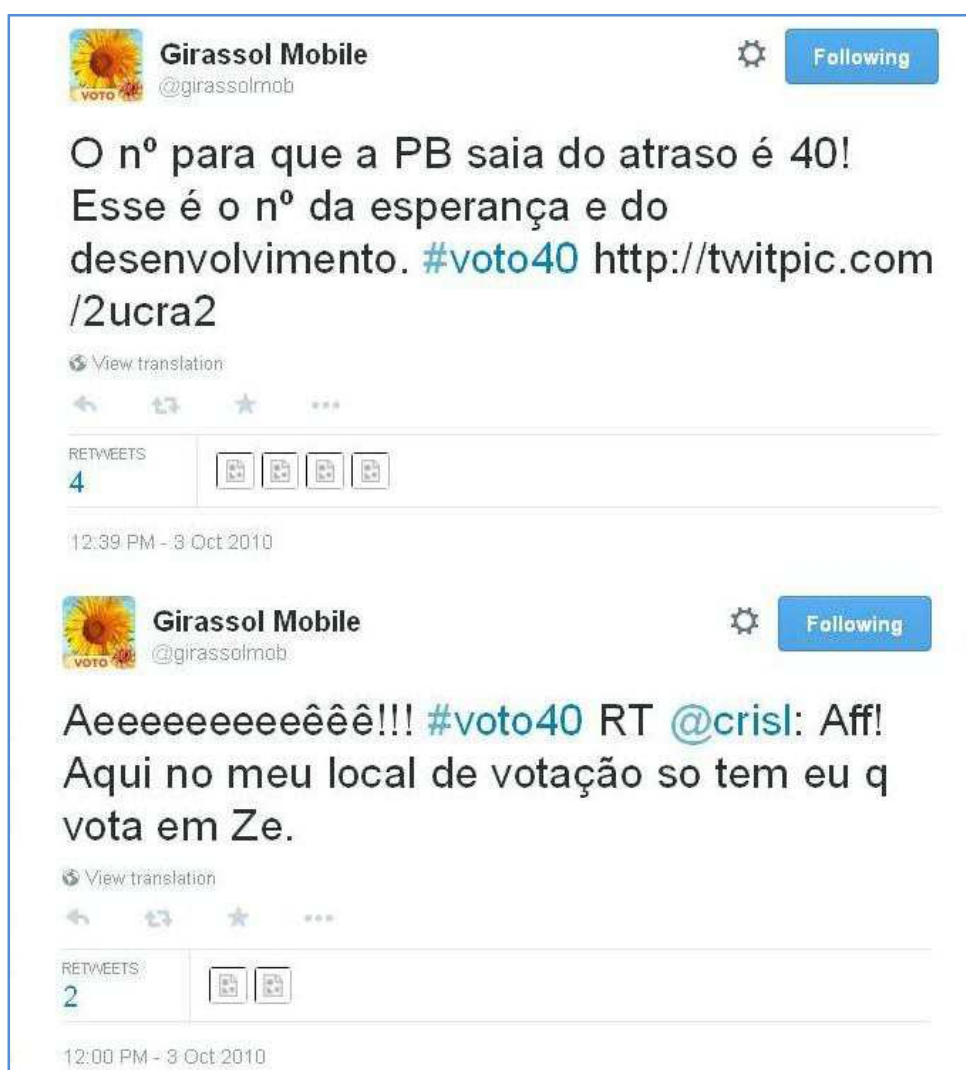 Girassol Mobile
@girassolmob
Following
VOTO
O nº para que a PB saia do atraso é 40!
Esse é o nº da esperança e do
desenvolvimento. #voto40 http://twitpic.com
/2ucra2
View translation
RETWEETS
4
12:39 PM - 3 Oct 2010
Girassol Mobile
@girassolmob
Following
VOTO
Aeeeeeeeeeêêê!!! #voto40 RT @crisl: Aff!
Aqui no meu local de votação so tem eu q
vota em Ze.
View translation
RETWEETS
2
12:00 PM - 3 Oct 2010